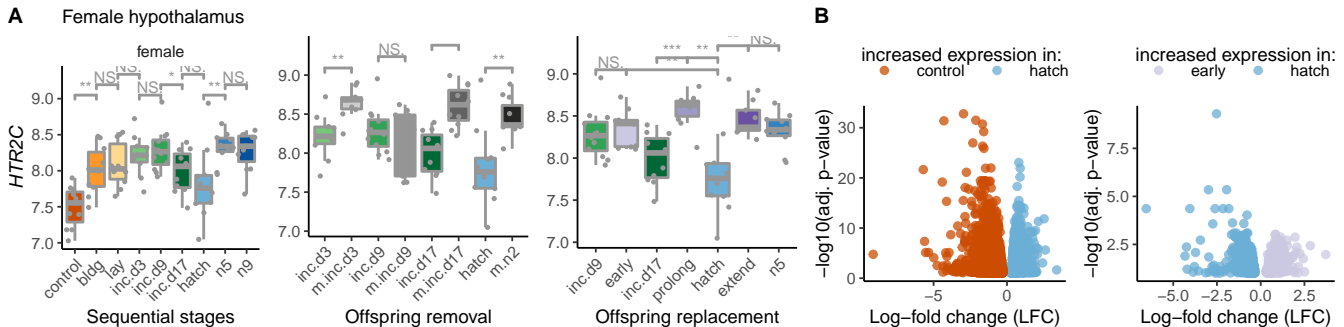 A
Female hypothalamus
female
HTR2C
9.0
8.5
8.0
7.5
7.0
**
NS.
NS.
NS.
*
NS.
**
NS.
control
bldg
lay
inc.d3
inc.d9
inc.d17
hatch
n5
n9
Sequential stages
9.0
8.5
8.0
7.5
7.0
**
NS.
**
inc.d3
m.inc.d3
inc.d9
m.inc.d9
inc.d17
m.inc.d17
hatch
m.n2
Offspring removal
9.0
8.5
8.0
7.5
7.0
NS.
***
**
**
inc.d9
early
inc.d17
prolong
hatch
extend
n5
Offspring replacement
B
increased expression in:
control hatch
−log10(adj. p−value)
30
20
10
0
−5 0
Log−fold change (LFC)
increased expression in:
early hatch
−log10(adj. p−value)
7.5
5.0
2.5
−5.0 −2.5 0.0 2.5
Log−fold change (LFC)